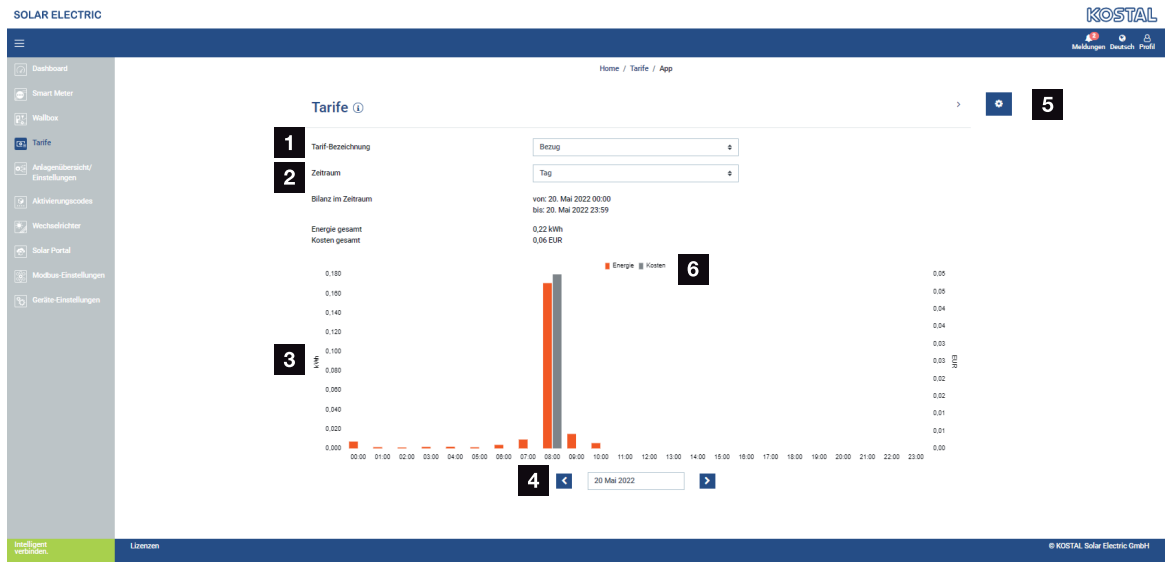 SOLAR ELECTRIC
KOSTAL
2
Meldungen Deutsch Profil
Dashboard
Smart Meter
Wallbox
Tarife
Anlagenübersicht/
Einstellungen
Aktivierungscodes
Wechselrichter
Solar Portal
Modbus-Einstellungen
Geräte-Einstellungen
Home / Tarife / App
Tarife i
5
1 Tarif-Bezeichnung Bezug
2 Zeitraum Tag
Bilanz im Zeitraum von: 20. Mai 2022 00:00
bis: 20. Mai 2022 23:59
Energie gesamt 0,22 kWh
Kosten gesamt 0,06 EUR
Energie Kosten 6
0,180 0,05
0,160 0,05
0,140 0,04
0,120 0,04
0,100 0,03
3 kWh 0,03 EUR
0,080 0,02
0,060 0,02
0,040 0,01
0,020 0,01
0,000 0,00
00:00 01:00 02:00 03:00 04:00 05:00 06:00 07:00 08:00 09:00 10:00 11:00 12:00 13:00 14:00 15:00 16:00 17:00 18:00 19:00 20:00 21:00 22:00 23:00
4 20 Mai 2022
Intelligent
verbinden.
Lizenzen
© KOSTAL Solar Electric GmbH